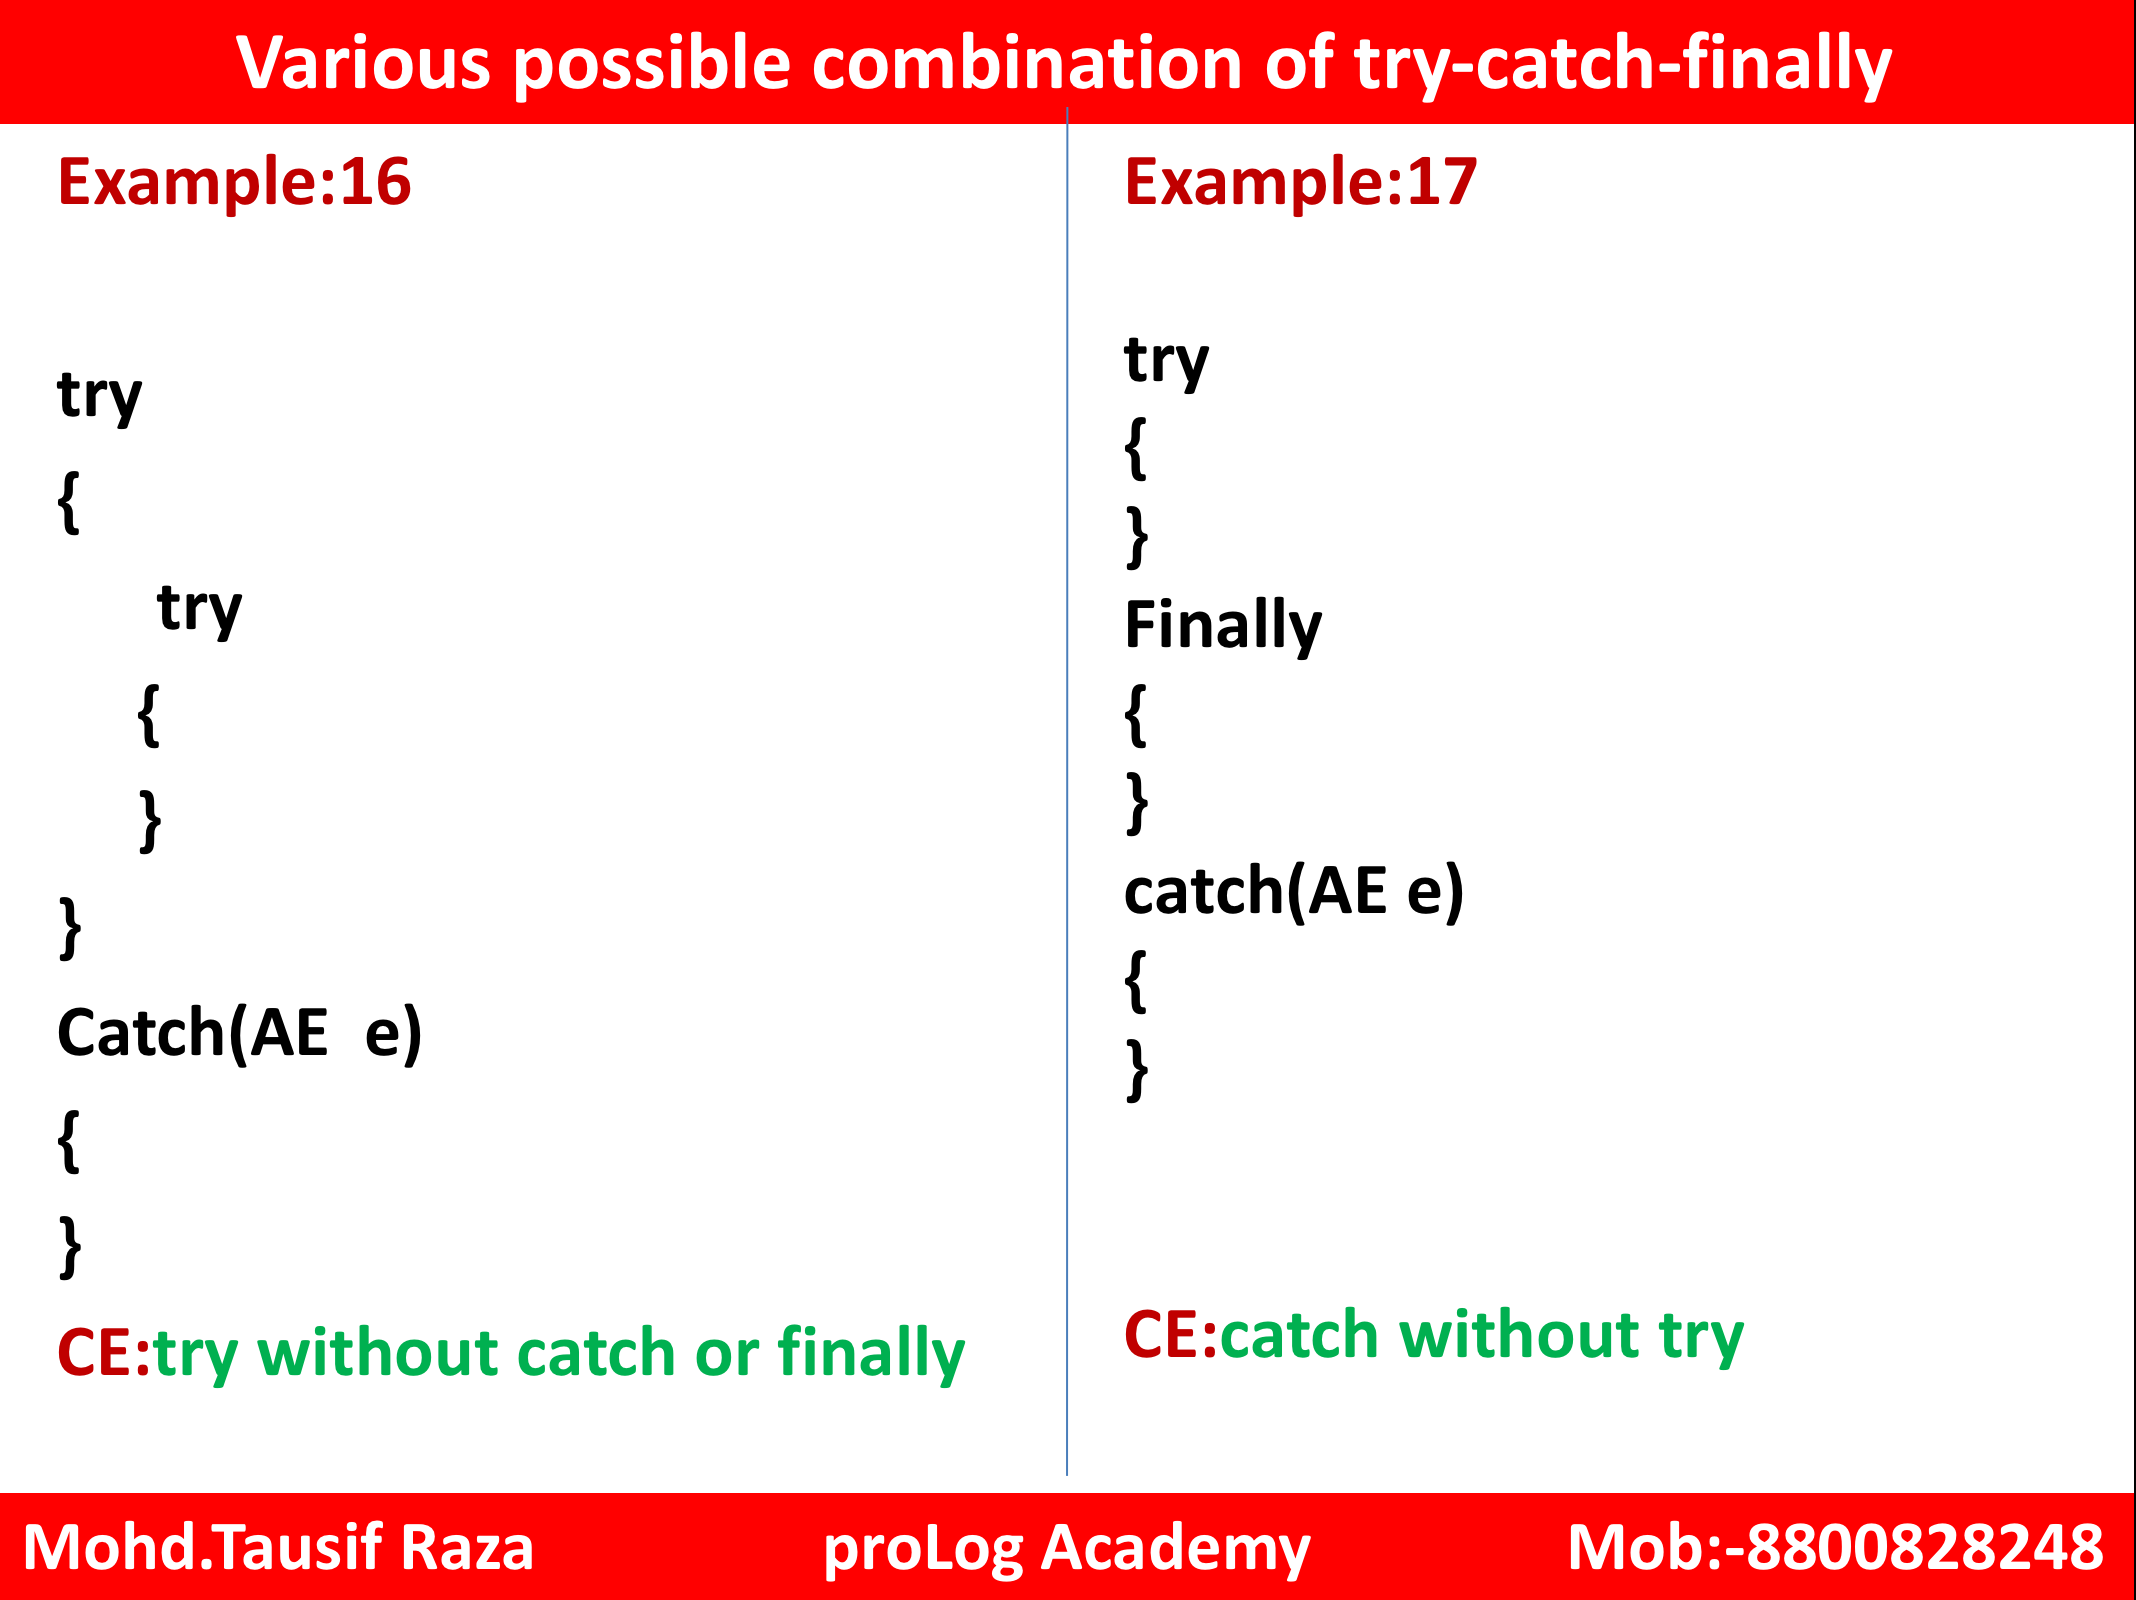 Various possible combination of try-catch-finally
Example:16
try
{
try
{
}
}
Catch(AE  e)
{
}
CE:try without catch or finally
Example:17
try
{
}
Finally
{
}
catch(AE e)
{
}
CE:catch without try
Mohd.Tausif Raza
proLog Academy
Mob:-8800828248